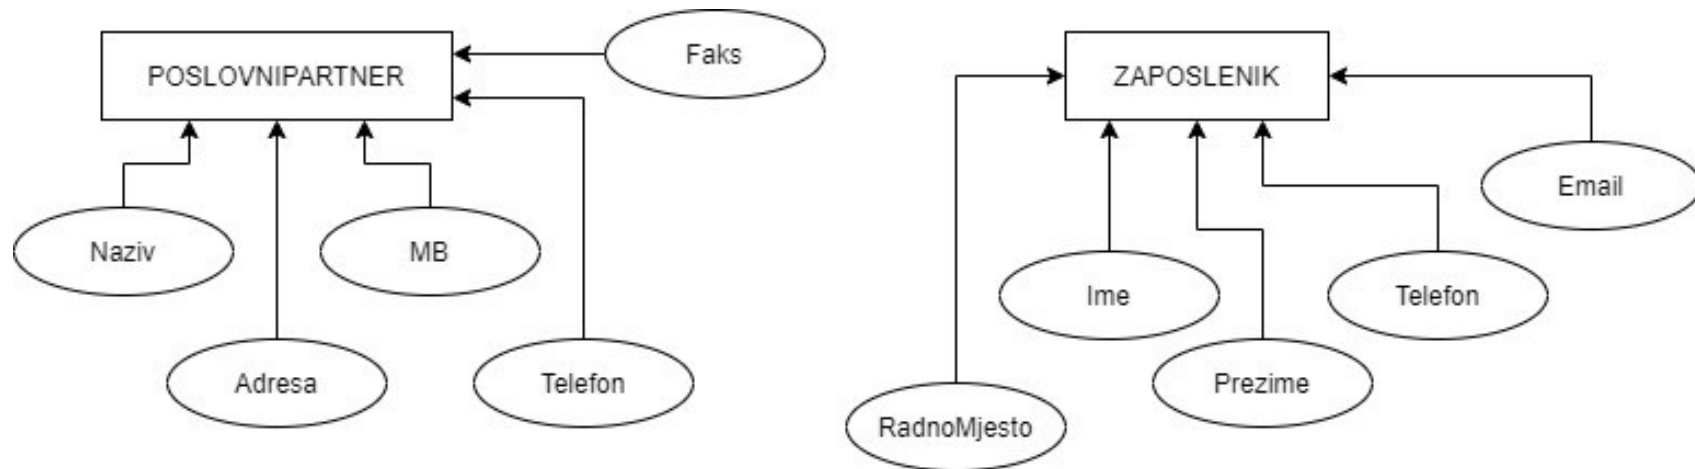 POSLOVNIPARTNER
Faks
Naziv
MB
Adresa
Telefon
ZAPOSLENIK
Email
Ime
Telefon
Prezime
RadnoMjesto